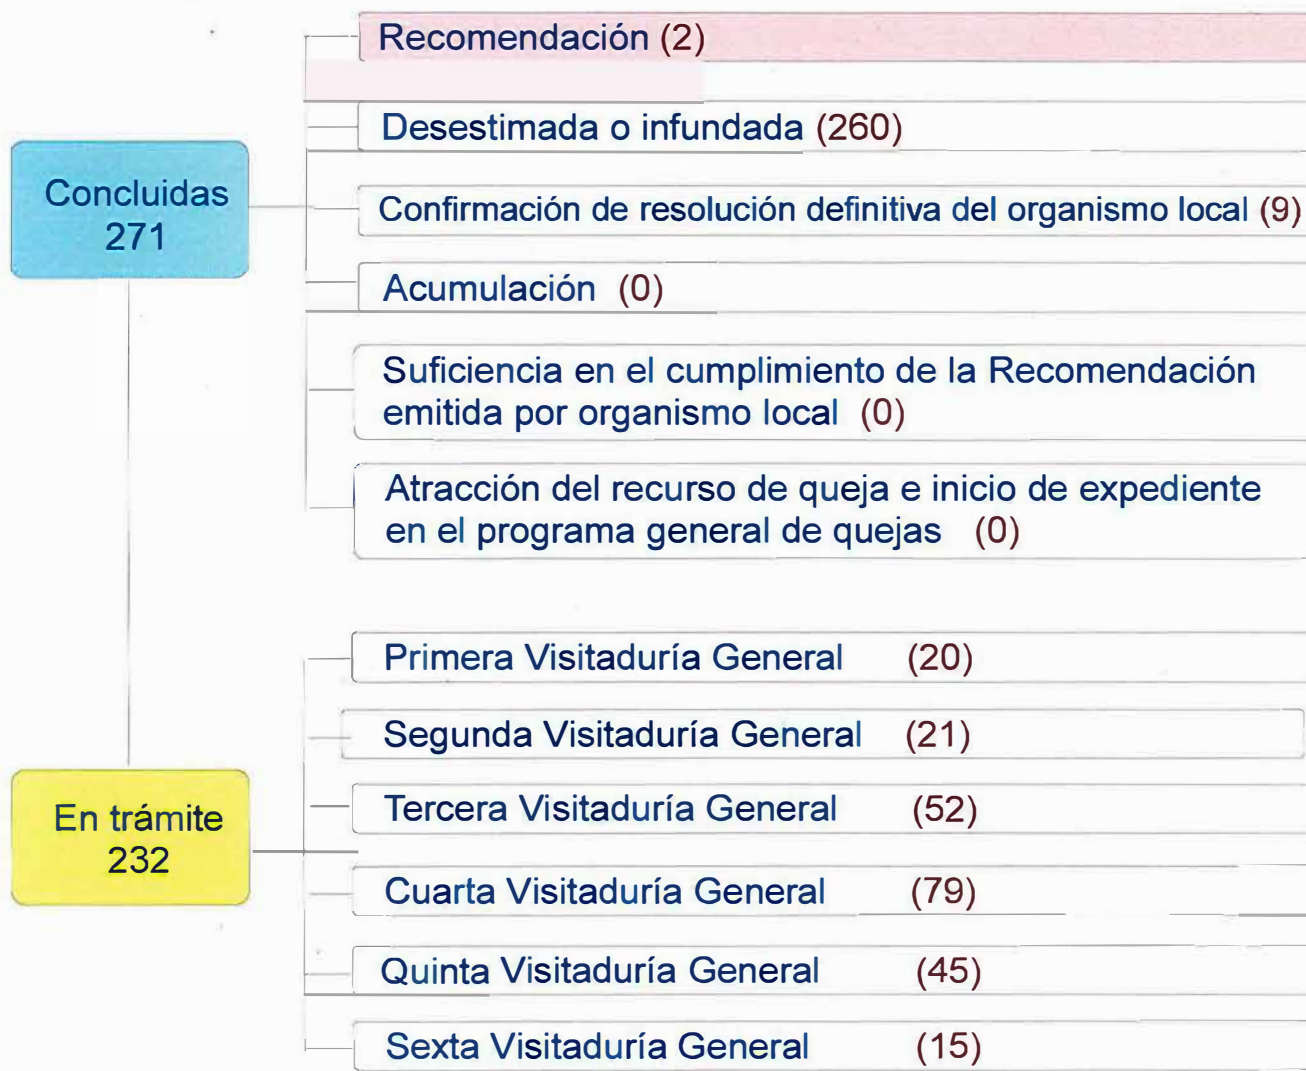 Concluidas
271
Recomendación (2)
Desestimada o infundada (260)
Confirmación de resolución definitiva del organismo local (9)
Acumulación (0)
Suficiencia en el cumplimiento de la Recomendación
emitida por organismo local (0)
Atracción del recurso de queja e inicio de expediente
en el programa general de quejas (0)
En trámite
232
Primera Visitaduría General (20)
Segunda Visitaduría General (21)
Tercera Visitaduría General (52)
Cuarta Visitaduría General (79)
Quinta Visitaduría General (45)
Sexta Visitaduría General (15)